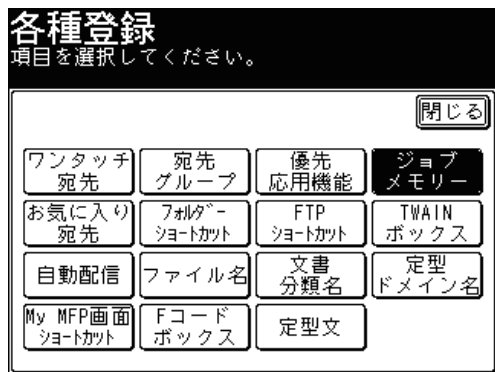 各種登録
項目を選択してください。
閉じる
ワンタッチ
宛先
宛先
グループ
優先
応用機能
ジョブ
メモリー
お気に入り
宛先
フォルダー
ショートカット
FTP
ショートカット
TWAIN
ボックス
自動配信
ファイル名
文書
分類名
定型
ドメイン名
My MFP画面
ショートカット
Fコード
ボックス
定型文